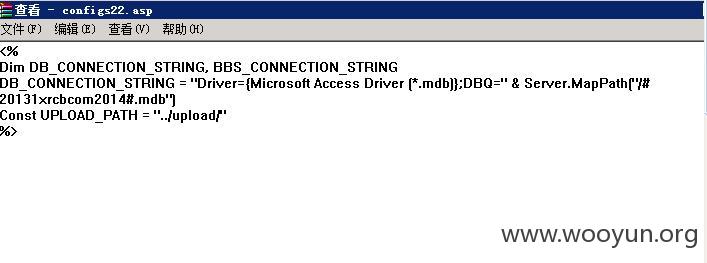 查看 - configs22.asp
文件(F) 编辑(E) 查看(V) 帮助(H)
<%
Dim DB_CONNECTION_STRING, BBS_CONNECTION_STRING
DB_CONNECTION_STRING = "Driver={Microsoft Access Driver (*.mdb)};DBQ=" & Server.MapPath("/#
20131xrcbcom2014#.mdb")
Const UPLOAD_PATH = "../upload/"
%>
www.wooyun.org